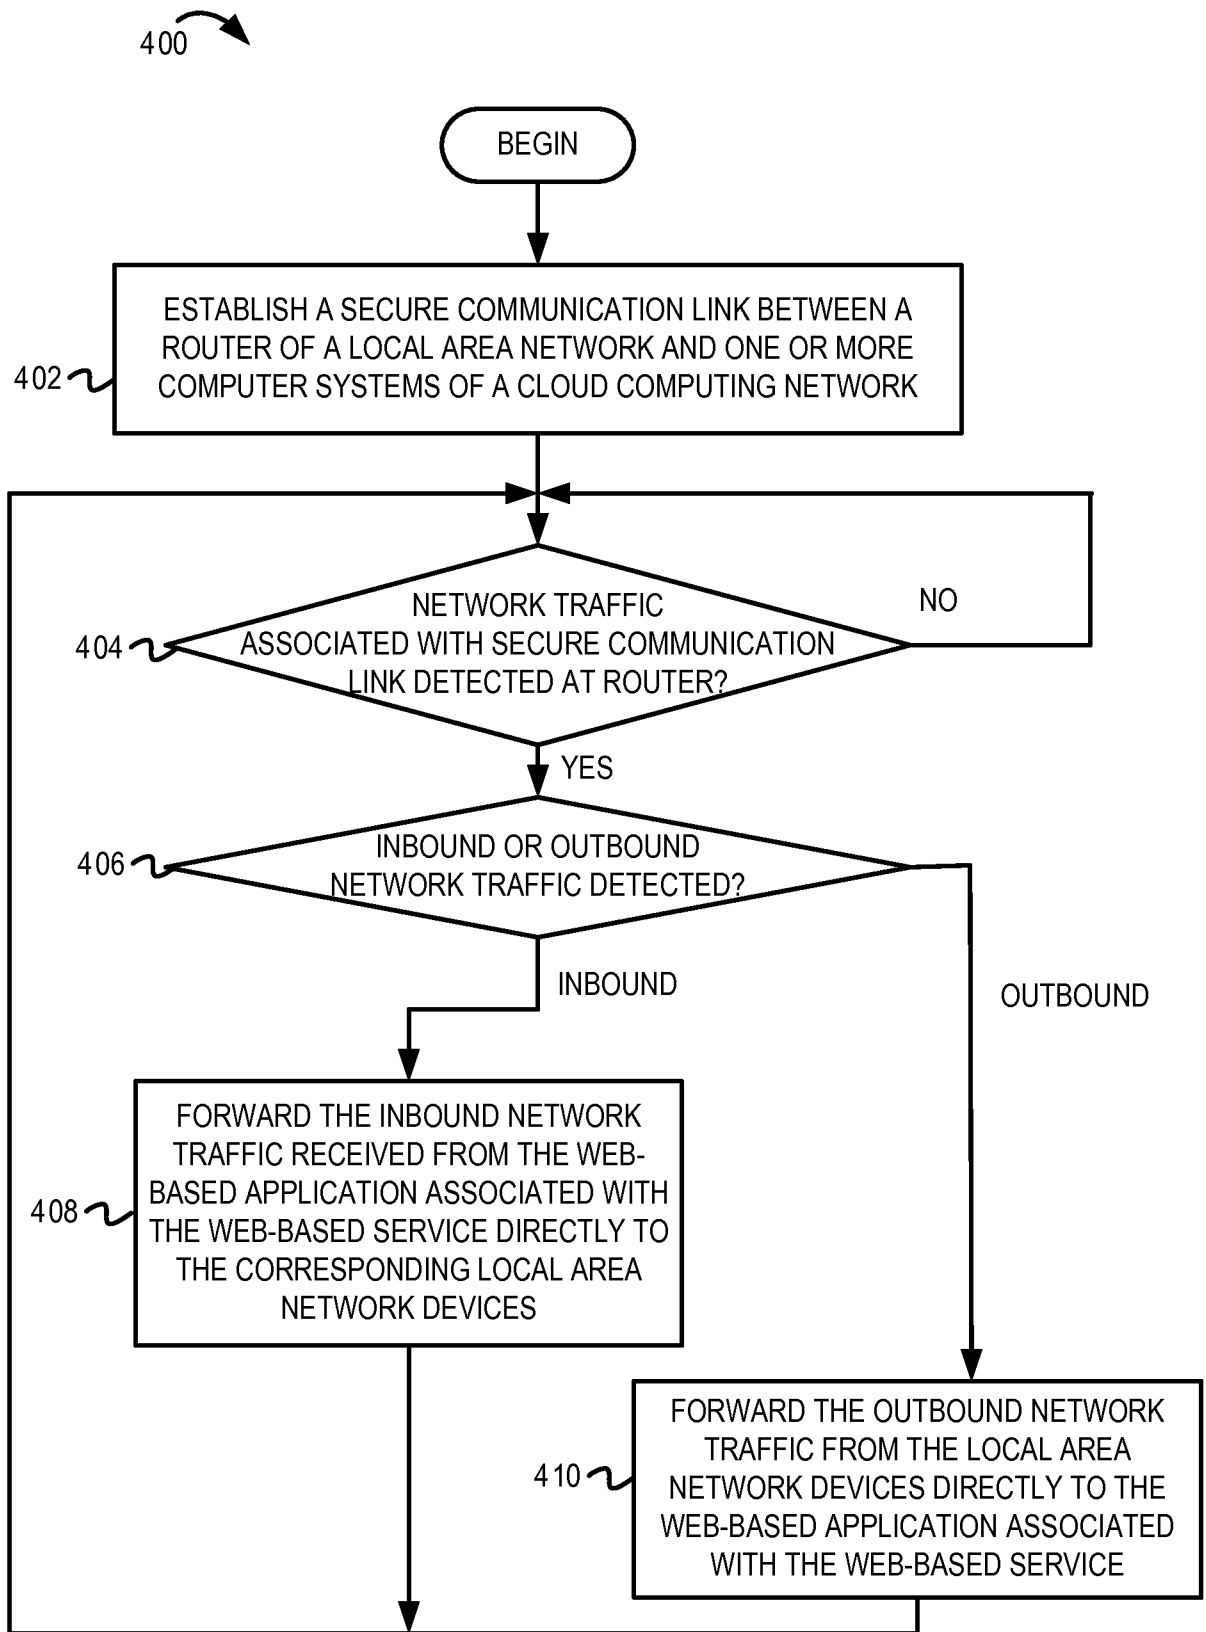 400
BEGIN
ESTABLISH A SECURE COMMUNICATION LINK BETWEEN A
ROUTER OF A LOCAL AREA NETWORK AND ONE OR MORE
COMPUTER SYSTEMS OF A CLOUD COMPUTING NETWORK
402
NETWORK TRAFFIC
ASSOCIATED WITH SECURE COMMUNICATION
LINK DETECTED AT ROUTER?
404
NO
YES
INBOUND OR OUTBOUND
NETWORK TRAFFIC DETECTED?
406
INBOUND
OUTBOUND
FORWARD THE INBOUND NETWORK
TRAFFIC RECEIVED FROM THE WEB-
BASED APPLICATION ASSOCIATED WITH
THE WEB-BASED SERVICE DIRECTLY TO
THE CORRESPONDING LOCAL AREA
NETWORK DEVICES
408
FORWARD THE OUTBOUND NETWORK
TRAFFIC FROM THE LOCAL AREA
NETWORK DEVICES DIRECTLY TO THE
WEB-BASED APPLICATION ASSOCIATED
WITH THE WEB-BASED SERVICE
410